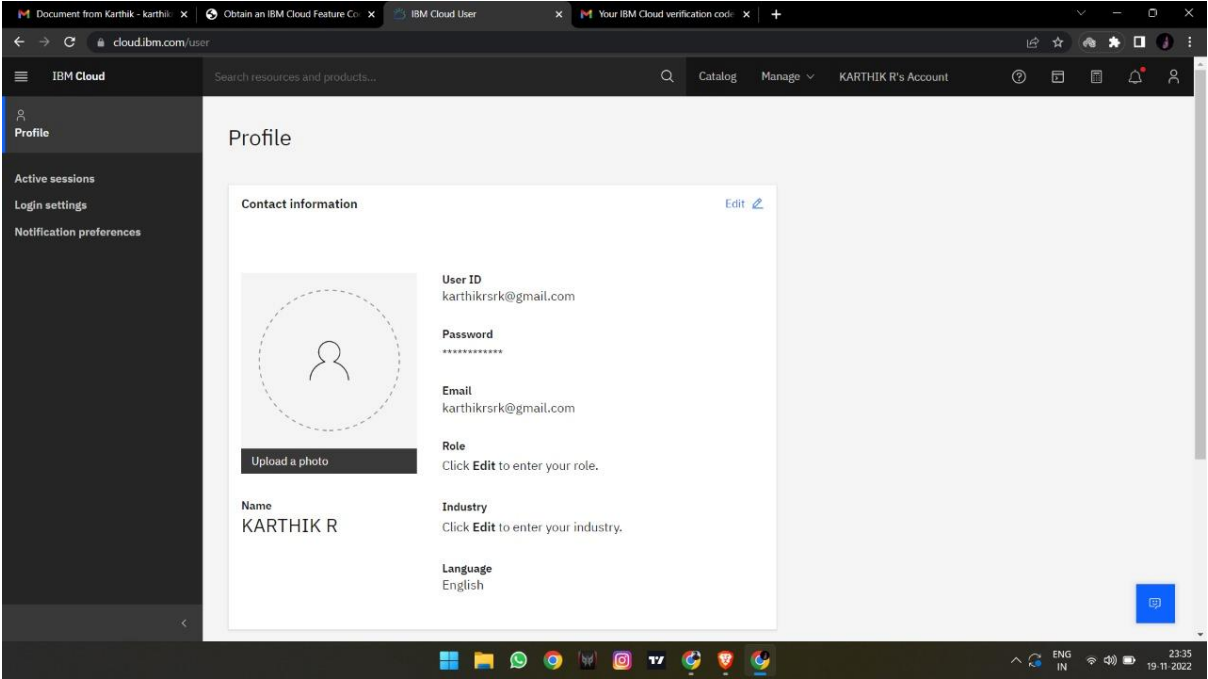 Document from Karthik - karthik
Obtain an IBM Cloud Feature Co
IBM Cloud User
Your IBM Cloud verification code
cloud.ibm.com/user
IBM Cloud
Search resources and products...
Catalog
Manage
KARTHIK R's Account
Profile
Active sessions
Login settings
Notification preferences
Profile
Contact information
Edit
User ID
karthikrsrk@gmail.com
Password
************
Email
karthikrsrk@gmail.com
Role
Click Edit to enter your role.
Upload a photo
Name
KARTHIK R
Industry
Click Edit to enter your industry.
Language
English
ENG
IN
23:35
19-11-2022